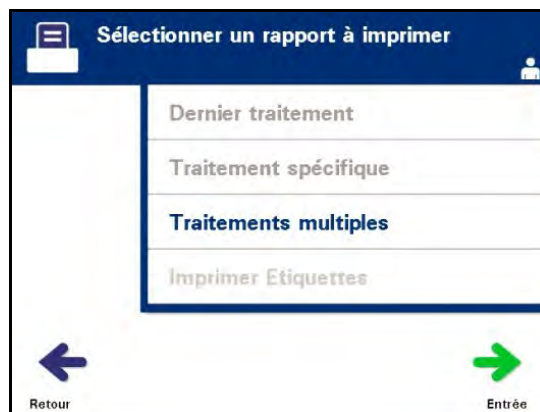 Sélectionner un rapport à imprimer
Dernier traitement
Traitement spécifique
Traitements multiples
Imprimer Etiquettes
Retour
Entrée